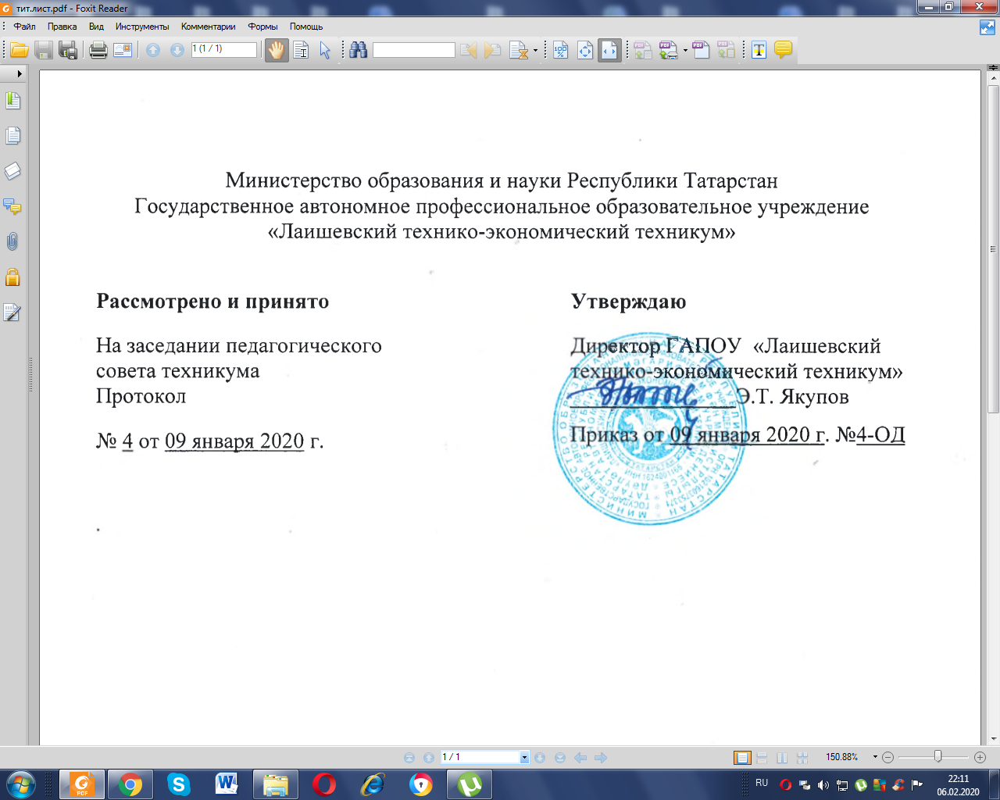 тит.лист.pdf - Foxit Reader
Файл Правка Вид Инструменты Комментарии Формы Помощь
1 (1 / 1)
Министерство образования и науки Республики Татарстан
Государственное автономное профессиональное образовательное учреждение
«Лаишевский технико-экономический техникум»
Рассмотрено и принято
На заседании педагогического
совета техникума
Протокол
№ 4 от 09 января 2020 г.
Утверждаю
Директор ГАПОУ «Лаишевский
технико-экономический техникум»
Э.Т. Якупов
Приказ от 09 января 2020 г. №4-ОД
1 / 1
150.88%
RU
22:11
06.02.2020